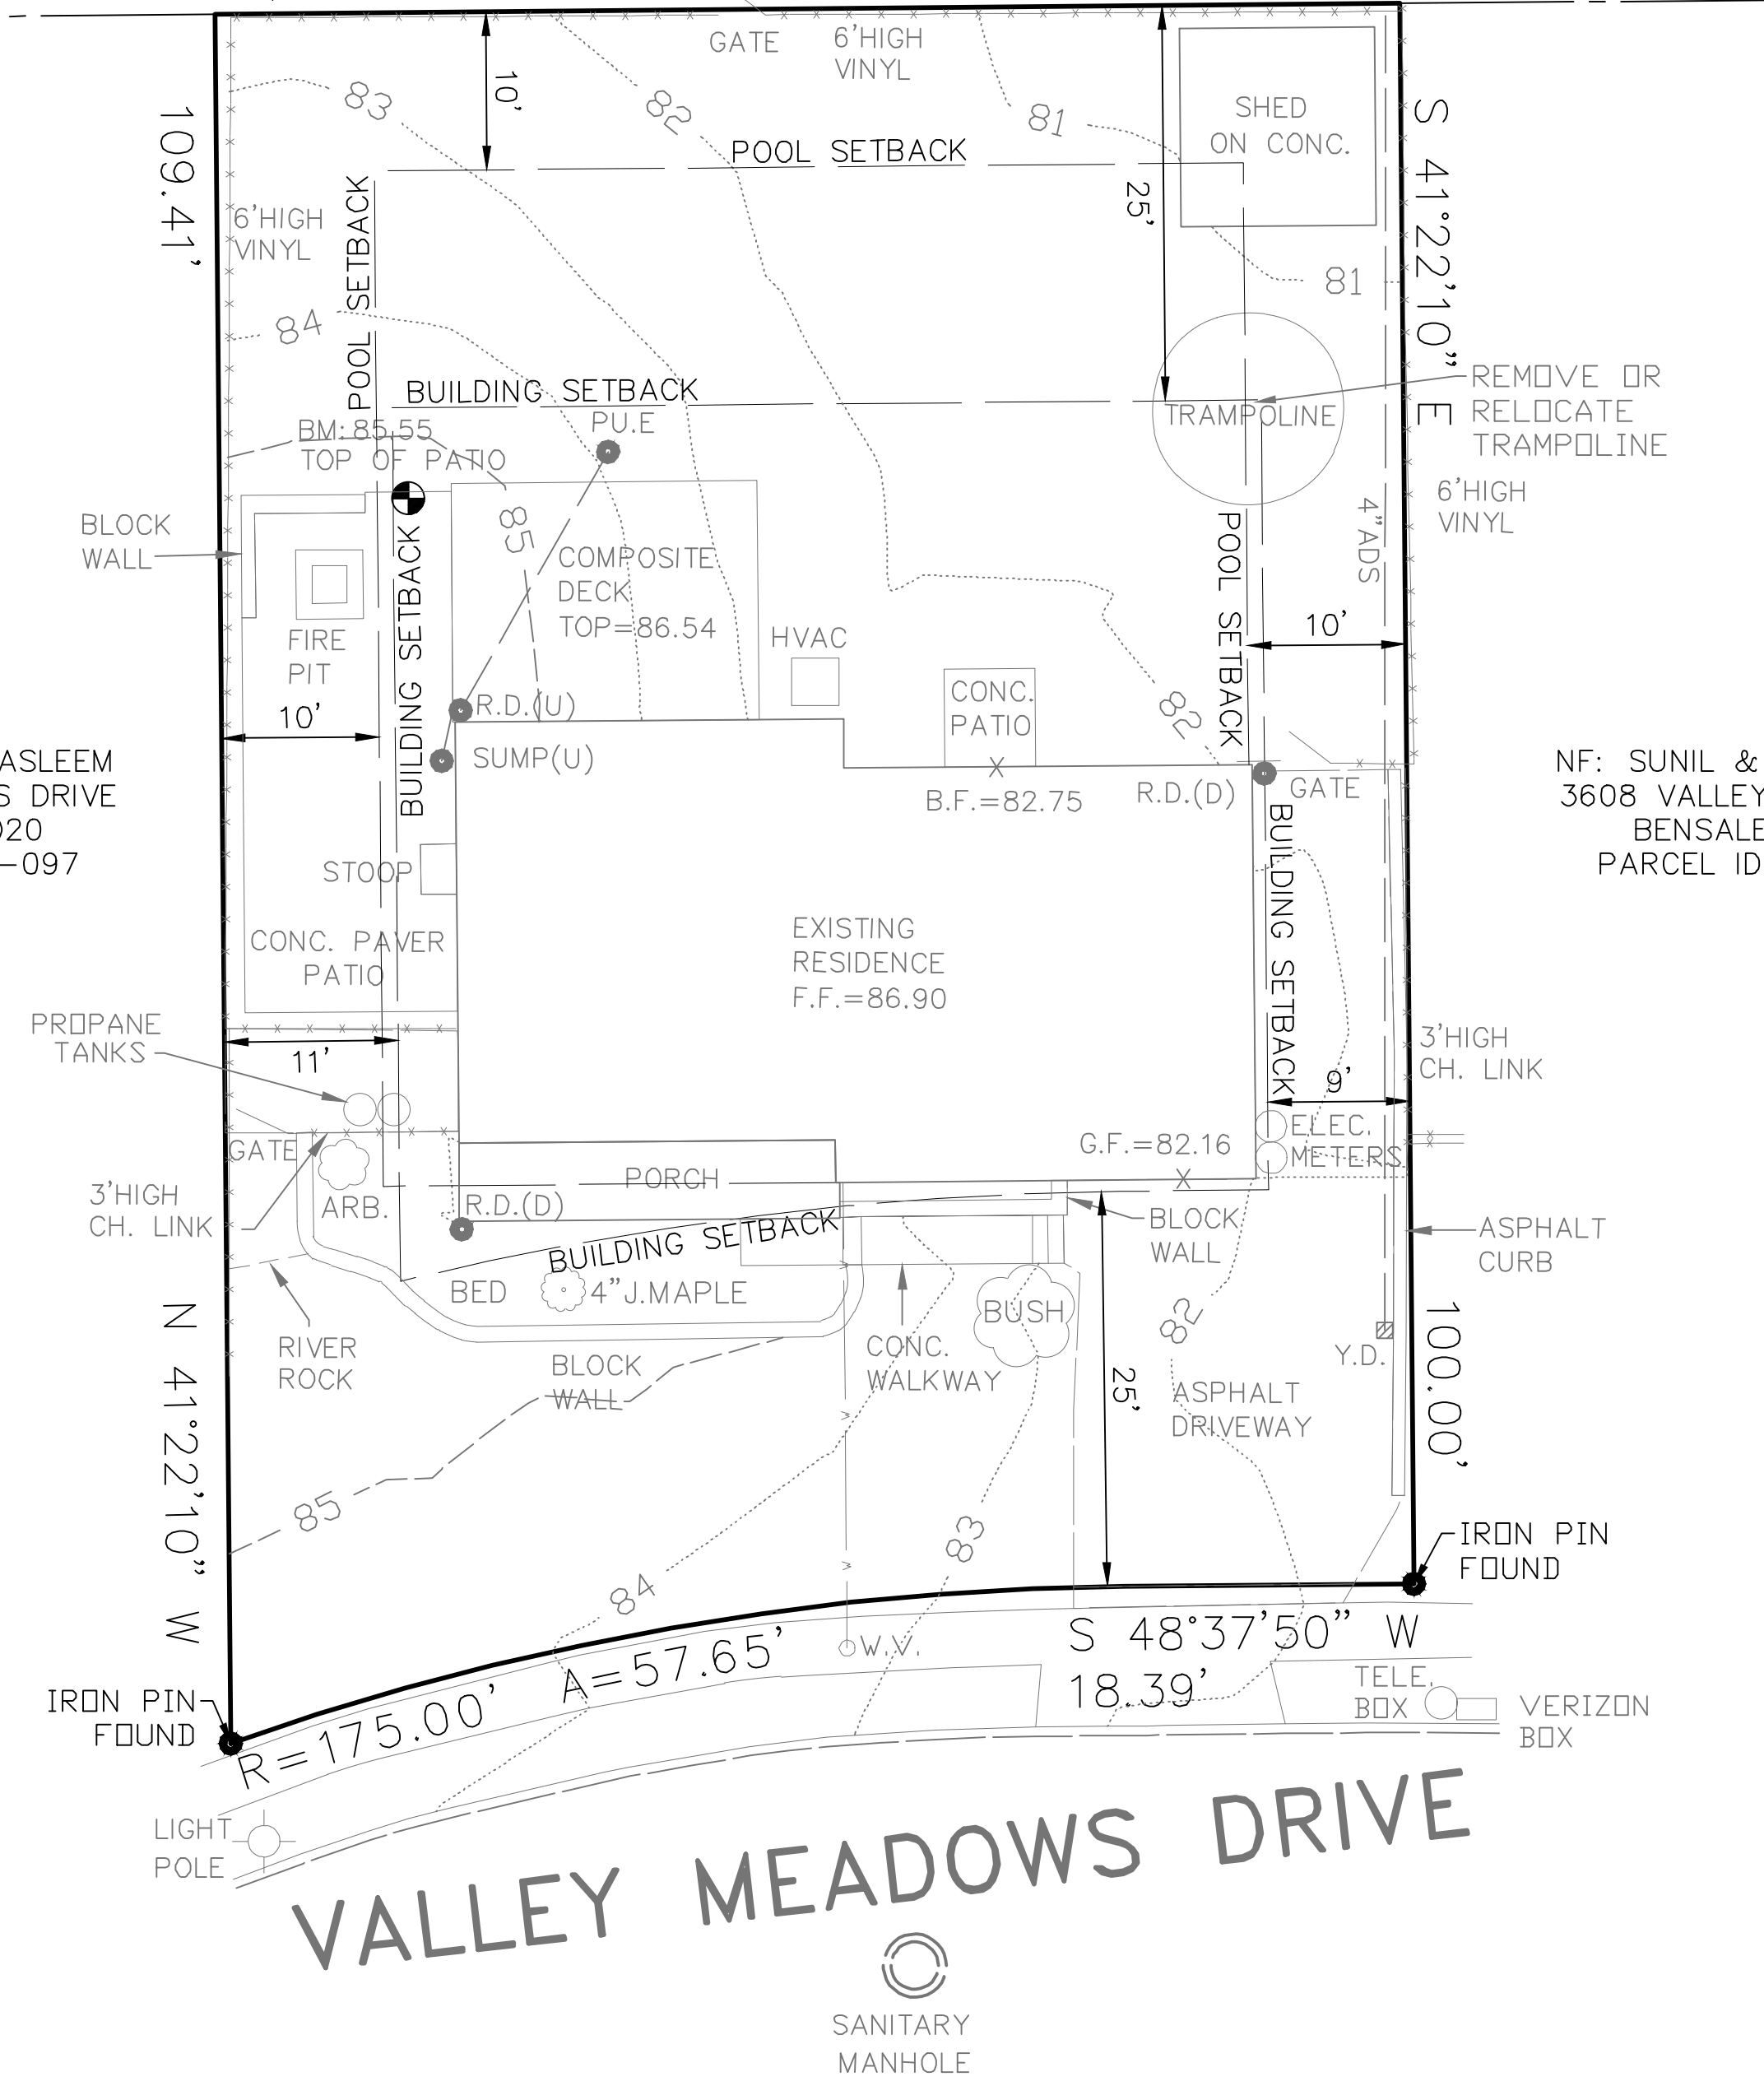 GATE
6'HIGH
VINYL
10'
25'
83
82
81
SHED
ON CONC.
POOL SETBACK
109.41'
S 41°22'10" E
6'HIGH
VINYL
POOL SETBACK
81
84
BUILDING SETBACK
PU.E
TRAMPOLINE
REMOVE OR
RELOCATE
TRAMPOLINE
BM: 85.55
TOP OF PATIO
BLOCK
WALL
85
COMPOSITE
DECK
TOP=86.54
POOL SETBACK
4" ADS
6'HIGH
VINYL
BUILDING SETBACK
FIRE
PIT
HVAC
10'
10'
R.D.(U)
SUMP(U)
CONC.
PATIO
82
B.F.=82.75
R.D.(D)
GATE
ASLEEM
S DRIVE
020
-097
NF: SUNIL &
3608 VALLEY
BENSALE
PARCEL ID
STOOP
CONC. PAVER
PATIO
EXISTING
RESIDENCE
F.F.=86.90
BUILDING SETBACK
PROPANE
TANKS
11'
3'HIGH
CH. LINK
9'
GATE
G.F.=82.16
ELEC.
METERS
3'HIGH
CH. LINK
ARB.
PORCH
R.D.(D)
BUILDING SETBACK
BLOCK
WALL
ASPHALT
CURB
BED
4" J.MAPLE
BUSH
82
RIVER
ROCK
BLOCK
WALL
CONC.
WALKWAY
25'
ASPHALT
DRIVEWAY
Y.D.
100.00'
N 41°22'10" W
85
84
83
IRON PIN
FOUND
IRON PIN
FOUND
R=175.00' A=57.65'
W.V.
S 48°37'50" W
18.39'
TELE.
BOX
VERIZON
BOX
LIGHT
POLE
VALLEY MEADOWS DRIVE
SANITARY
MANHOLE